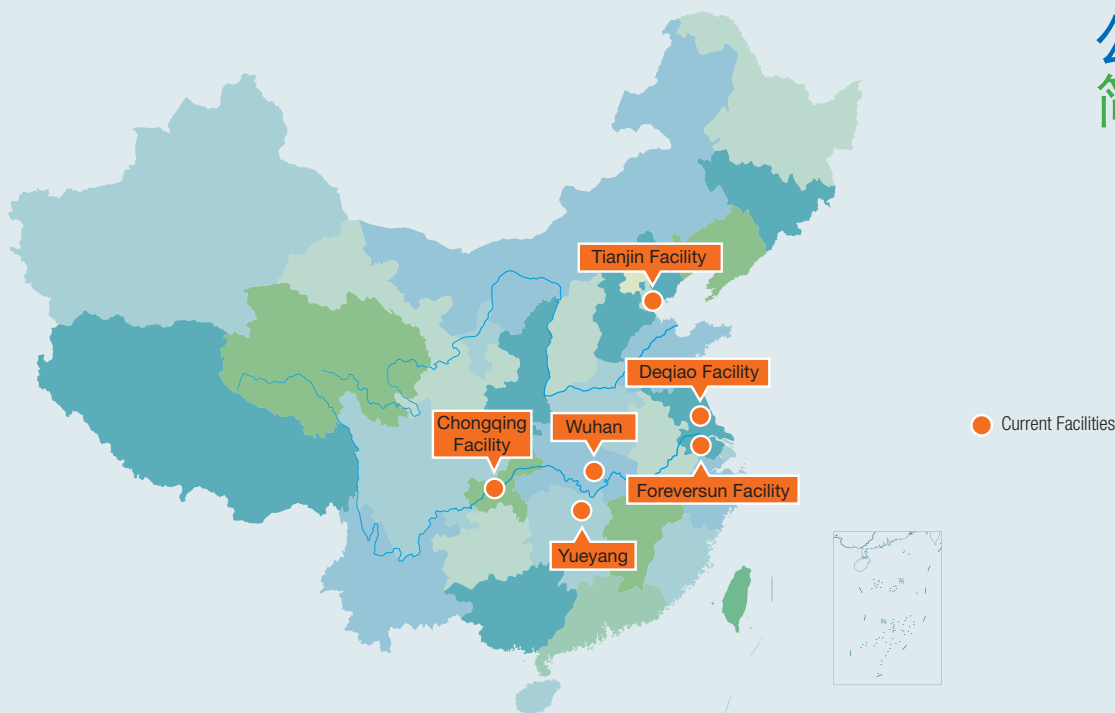 Tianjin Facility
Deqiao Facility
Chongqing
Facility
Wuhan
Current Facilities
Foreversun Facility
Yueyang